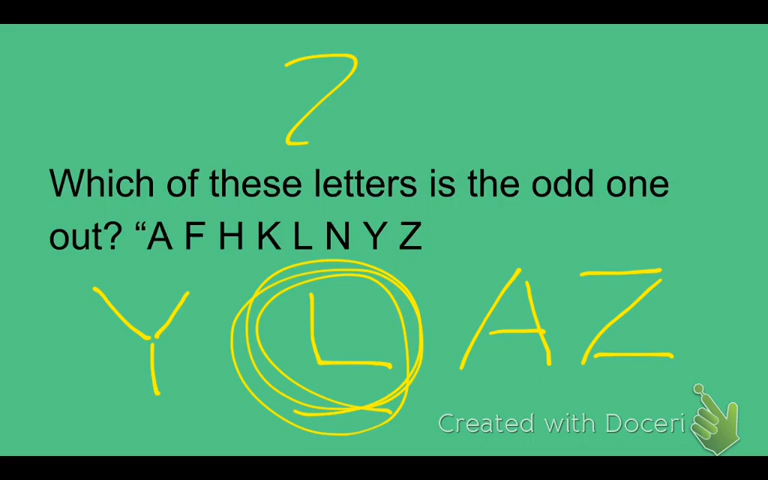 Z
Which of these letters is the odd one
out? “A F H K L N Y Z
Y L A Z
Created with Doceri